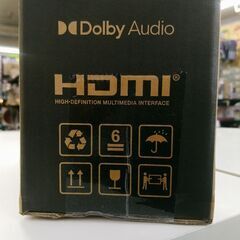 Dolby Audio
HDMI®
HIGH-DEFINITION MULTIMEDIA INTERFACE
6